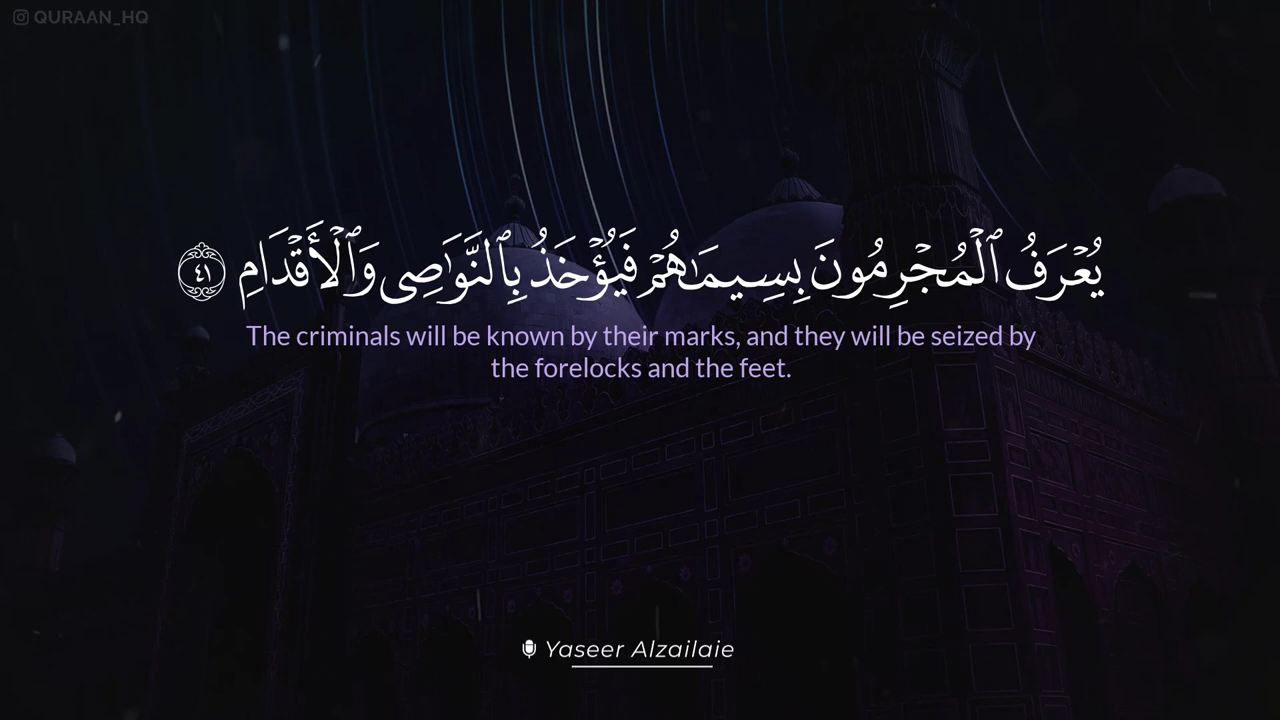 QURAAN_HQ
يُعْرَفُ ٱلْمُجْرِمُونَ بِسِيمَـٰهُمْ فَيُؤْخَذُ بِٱلنَّوَٰصِى وَٱلْأَقْدَامِ ٤١
The criminals will be known by their marks, and they will be seized by
the forelocks and the feet.
Yaseer Alzailaie